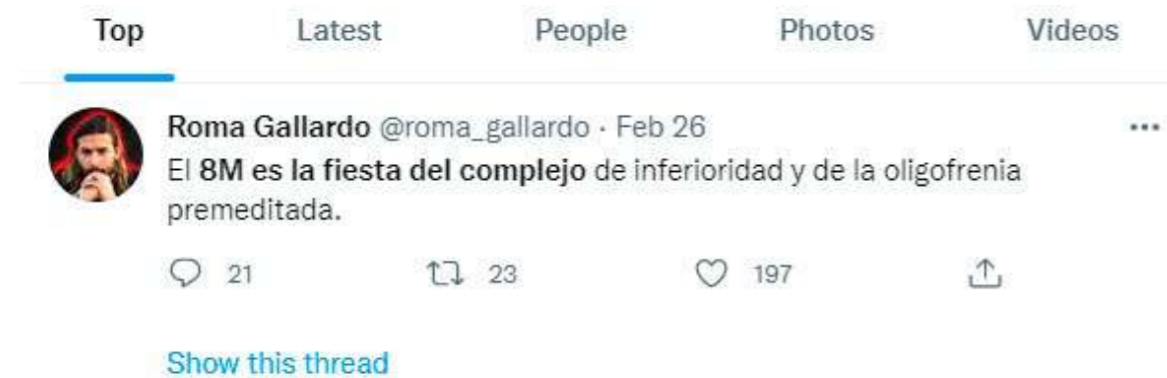 Top Latest People Photos Videos
Roma Gallardo @roma_gallardo · Feb 26
El 8M es la fiesta del complejo de inferioridad y de la oligofrenia
premeditada.
21 23 197
Show this thread